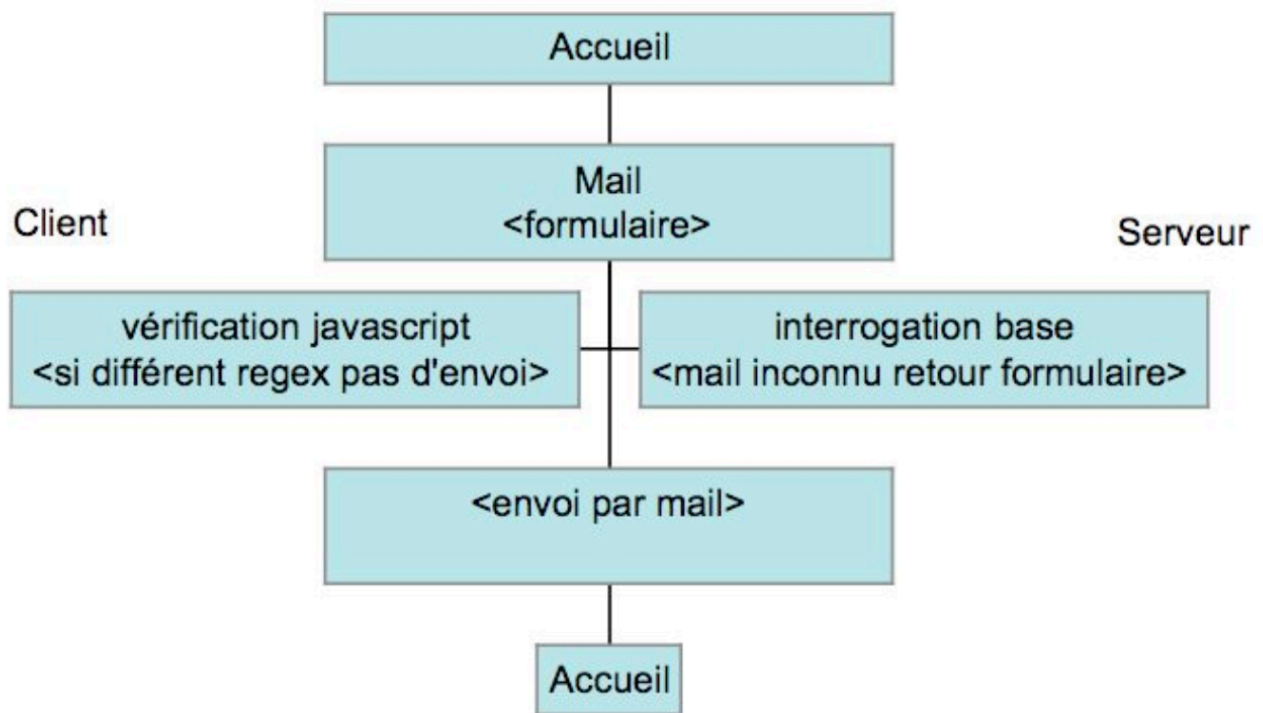 Accueil
Mail
<formulaire>
Client
Serveur
vérification javascript
<si différent regex pas d'envoi>
interrogation base
<mail inconnu retour formulaire>
<envoi par mail>
Accueil